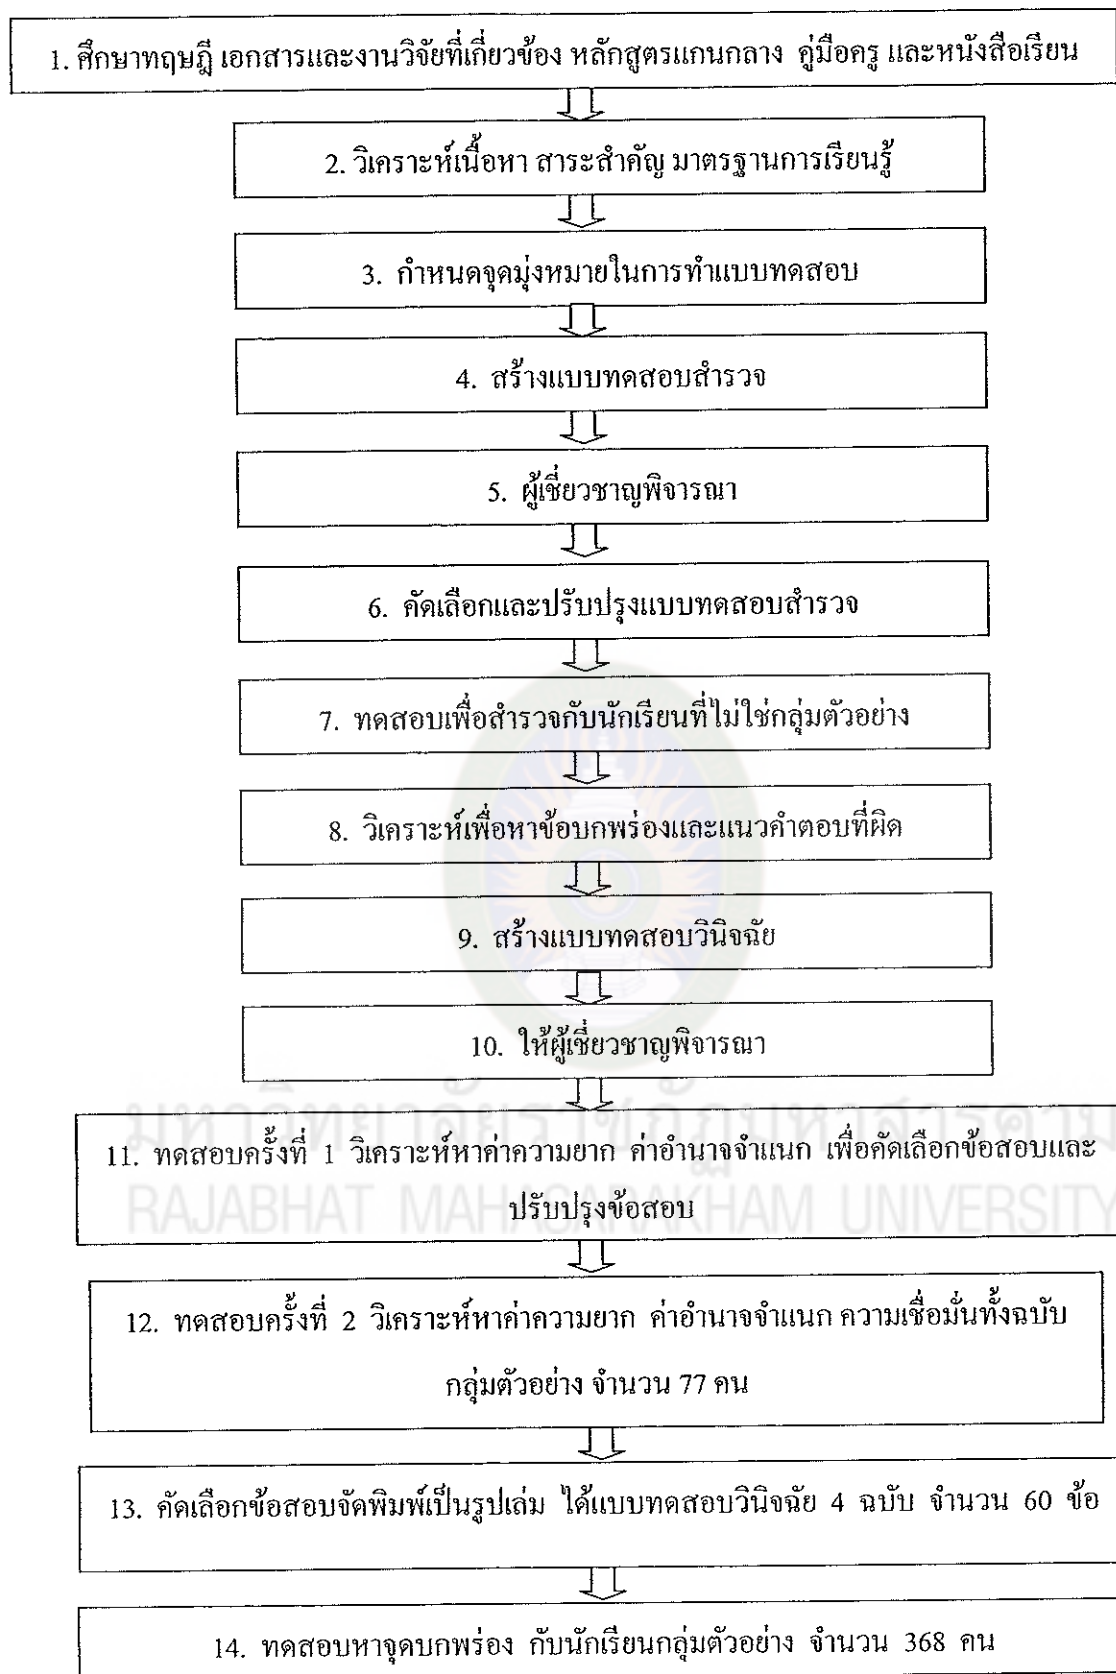 1. ศึกษาทฤษฎี เอกสารและงานวิจัยที่เกี่ยวข้อง หลักสูตรแกนกลาง คู่มือครู และหนังสือเรียน
2. วิเคราะห์เนื้อหา สาระสำคัญ มาตรฐานการเรียนรู้
3. กำหนดจุดมุ่งหมายในการทำแบบทดสอบ
4. สร้างแบบทดสอบสำรวจ
5. ผู้เชี่ยวชาญพิจารณา
6. คัดเลือกและปรับปรุงแบบทดสอบสำรวจ
7. ทดสอบเพื่อสำรวจกับนักเรียนที่ไม่ใช่กลุ่มตัวอย่าง
8. วิเคราะห์เพื่อหาข้อบกพร่องและแนวคำตอบที่ผิด
9. สร้างแบบทดสอบวินิจฉัย
10. ให้ผู้เชี่ยวชาญพิจารณา
มหาวิทยาลัยราชภัฏมหาสารคาม
11. ทดสอบครั้งที่ 1 วิเคราะห์หาค่าความยาก ค่าอำนาจจำแนก เพื่อคัดเลือกข้อสอบและ
ปรับปรุงข้อสอบ
RAJABHAT MAHASARAKHAM UNIVERSITY
12. ทดสอบครั้งที่ 2 วิเคราะห์หาค่าความยาก ค่าอำนาจจำแนก ความเชื่อมั่นทั้งฉบับ
กลุ่มตัวอย่าง จำนวน 77 คน
13. คัดเลือกข้อสอบจัดพิมพ์เป็นรูปเล่ม ได้แบบทดสอบวินิจฉัย 4 ฉบับ จำนวน 60 ข้อ
14. ทดสอบหาจุดบกพร่อง กับนักเรียนกลุ่มตัวอย่าง จำนวน 368 คน